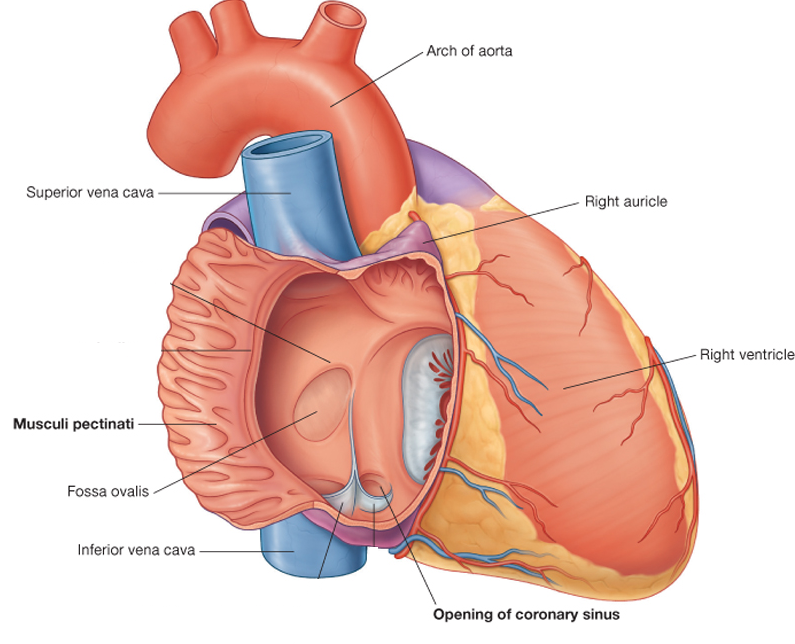 Arch of aorta
Superior vena cava
Right auricle
Right ventricle
Musculi pectinati
Fossa ovalis
Inferior vena cava
Opening of coronary sinus